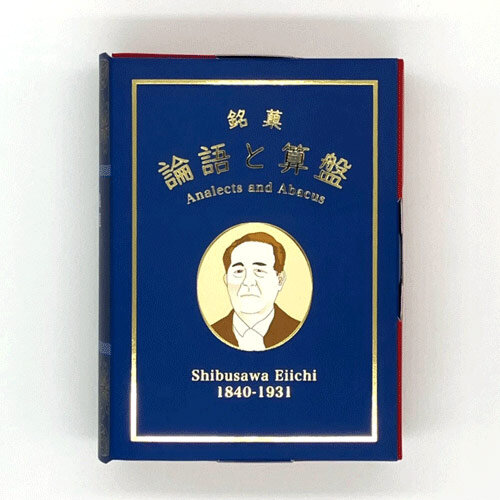 銘菓
論語と算盤
Analects and Abacus
Shibusawa Eiichi
1840-1931